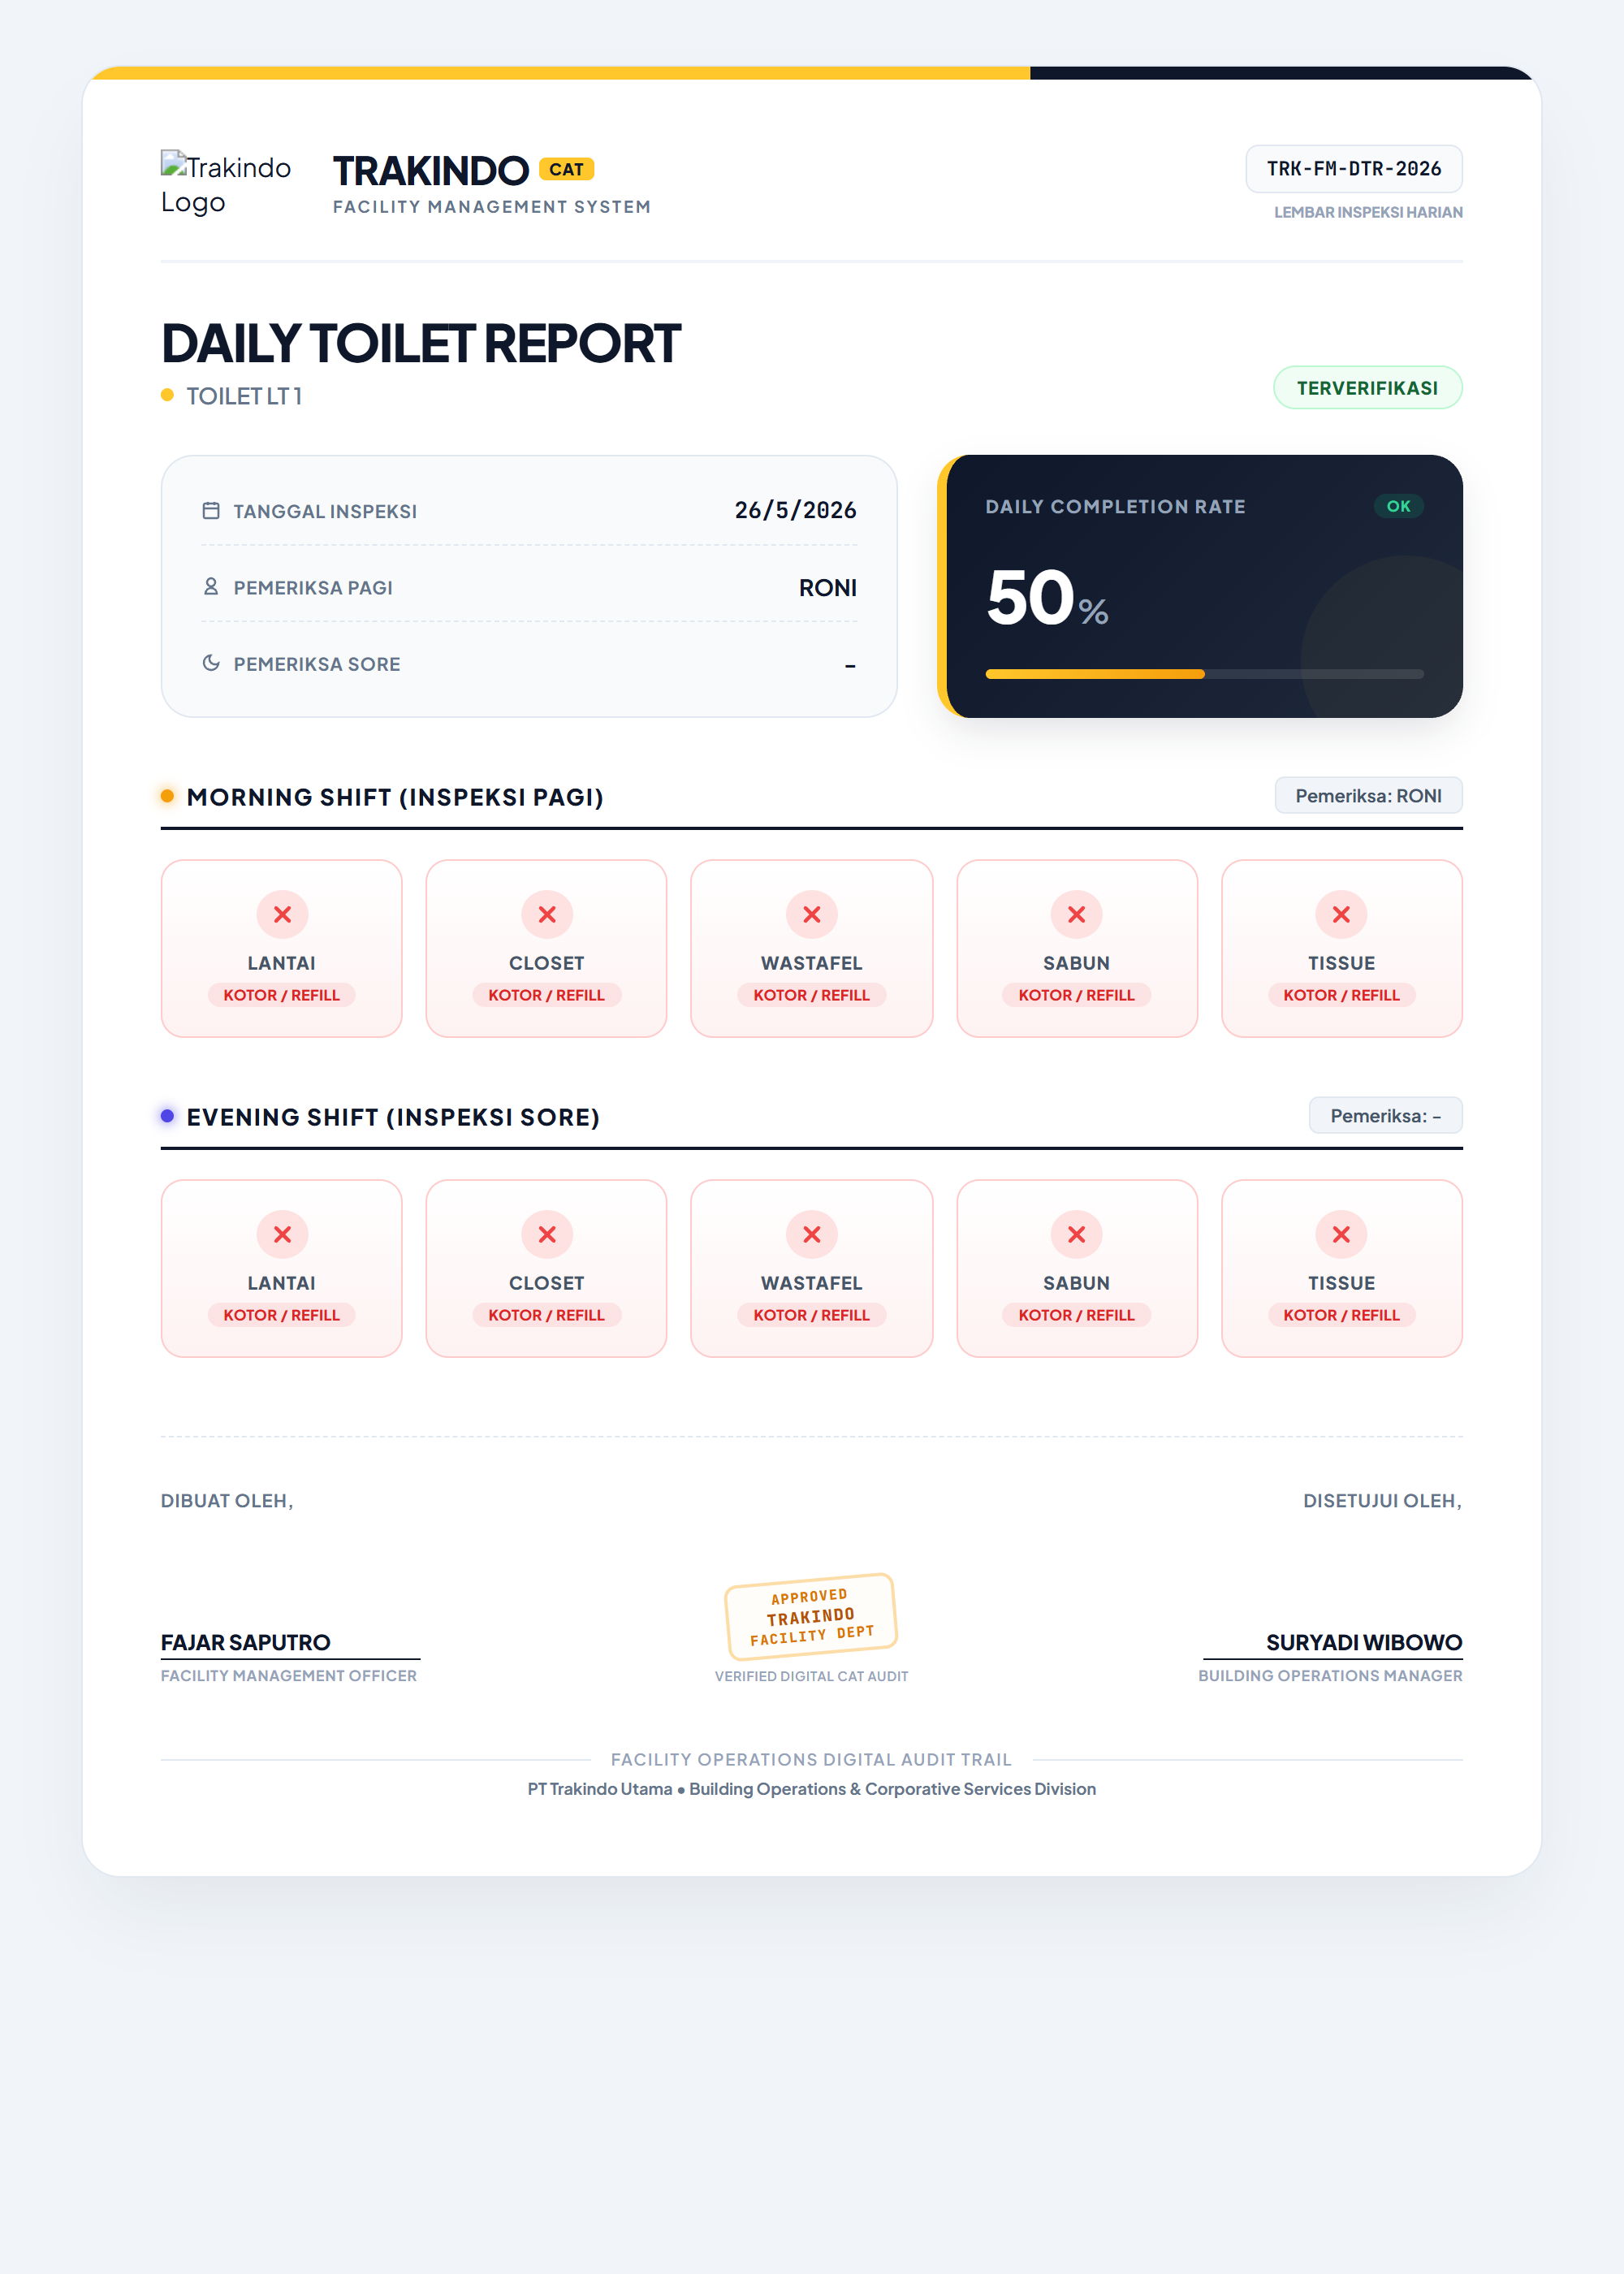 Trakindo
Logo
TRAKINDO CAT
FACILITY MANAGEMENT SYSTEM
TRK-FM-DTR-2026
LEMBAR INSPEKSI HARIAN
DAILY TOILET REPORT
TOILET LT 1
TERVERIFIKASI
TANGGAL INSPEKSI 26/5/2026
PEMERIKSA PAGI RONI
PEMERIKSA SORE -
DAILY COMPLETION RATE OK
50%
MORNING SHIFT (INSPEKSI PAGI)
Pemeriksa: RONI
LANTAI
KOTOR / REFILL
CLOSET
KOTOR / REFILL
WASTAFEL
KOTOR / REFILL
SABUN
KOTOR / REFILL
TISSUE
KOTOR / REFILL
EVENING SHIFT (INSPEKSI SORE)
Pemeriksa: -
LANTAI
KOTOR / REFILL
CLOSET
KOTOR / REFILL
WASTAFEL
KOTOR / REFILL
SABUN
KOTOR / REFILL
TISSUE
KOTOR / REFILL
DIBUAT OLEH,
FAJAR SAPUTRO
FACILITY MANAGEMENT OFFICER
APPROVED
TRAKINDO
FACILITY DEPT
VERIFIED DIGITAL CAT AUDIT
DISETUJUI OLEH,
SURYADI WIBOWO
BUILDING OPERATIONS MANAGER
FACILITY OPERATIONS DIGITAL AUDIT TRAIL
PT Trakindo Utama • Building Operations & Corporative Services Division